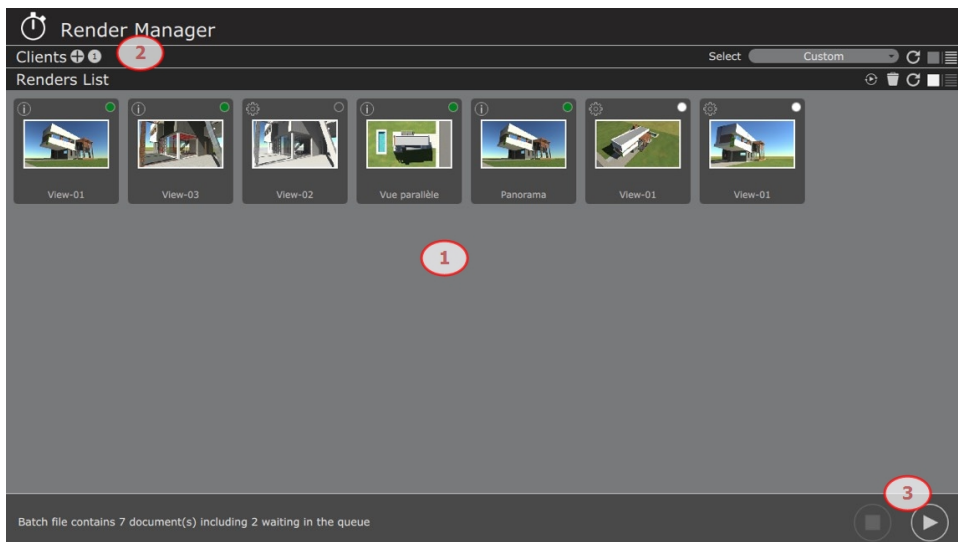 Render Manager
Clients 1 2 Select Custom
Renders List
View-01 View-03 View-02 Vue parallèle Panorama View-01 View-01
1
3
Batch file contains 7 document(s) including 2 waiting in the queue